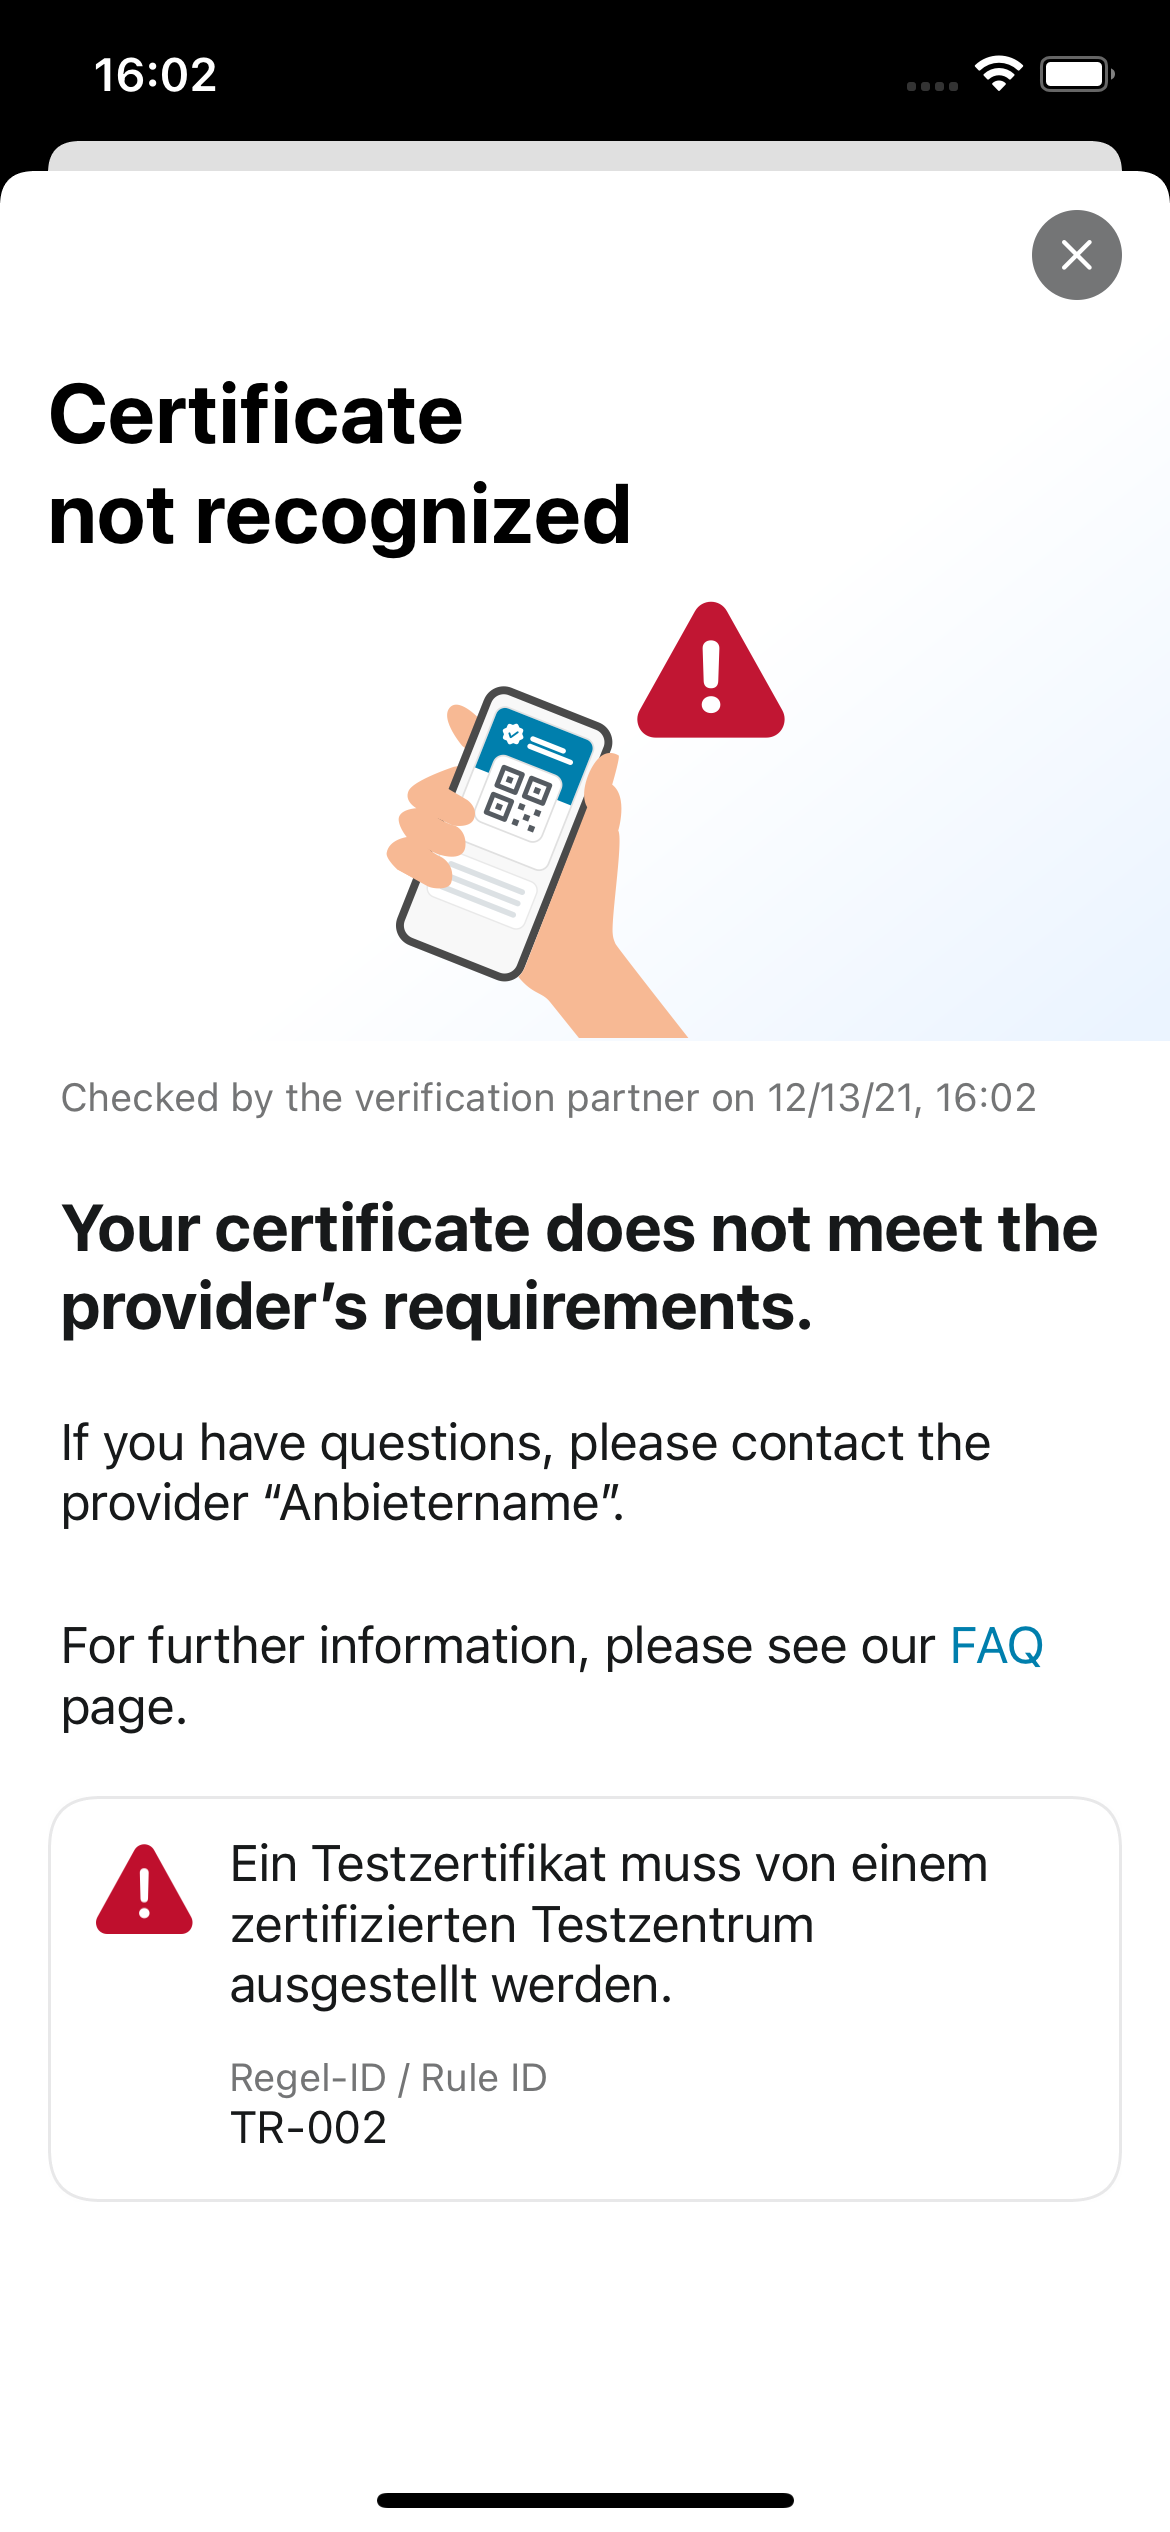 16:02
Certificate
not recognized
Checked by the verification partner on 12/13/21, 16:02
Your certificate does not meet the
provider’s requirements.
If you have questions, please contact the
provider “Anbietername”.
For further information, please see our FAQ
page.
Ein Testzertifikat muss von einem
zertifizierten Testzentrum
ausgestellt werden.
Regel-ID / Rule ID
TR-002